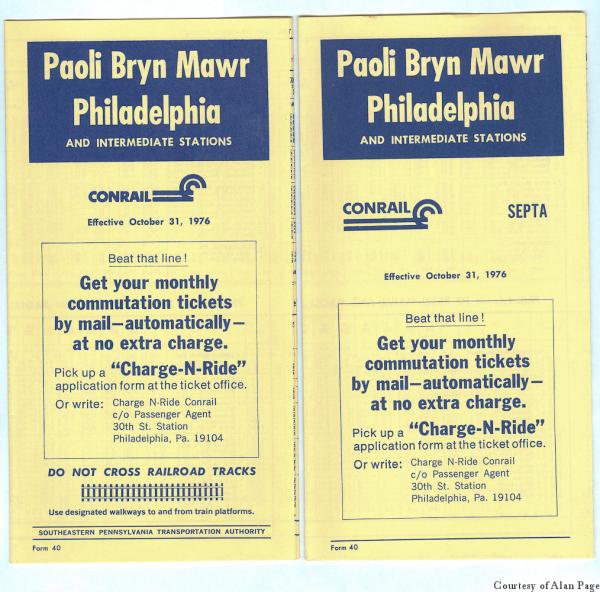 Paoli Bryn Mawr
Philadelphia
AND INTERMEDIATE STATIONS
CONRAIL
Effective October 31, 1976
Beat that line!
Get your monthly
commutation tickets
by mail—automatically—
at no extra charge.
Pick up a "Charge-N-Ride"
application form at the ticket office.
Or write: Charge N-Ride Conrail
c/o Passenger Agent
30th St. Station
Philadelphia, Pa. 19104
DO NOT CROSS RAILROAD TRACKS
Use designated walkways to and from train platforms.
SOUTHEASTERN PENNSYLVANIA TRANSPORTATION AUTHORITY
Form 40
Paoli Bryn Mawr
Philadelphia
AND INTERMEDIATE STATIONS
CONRAIL
SEPTA
Effective October 31, 1976
Beat that line!
Get your monthly
commutation tickets
by mail—automatically—
at no extra charge.
Pick up a "Charge-N-Ride"
application form at the ticket office.
Or write: Charge N-Ride Conrail
c/o Passenger Agent
30th St. Station
Philadelphia, Pa. 19104
Form 40
Courtesy of Alan Page